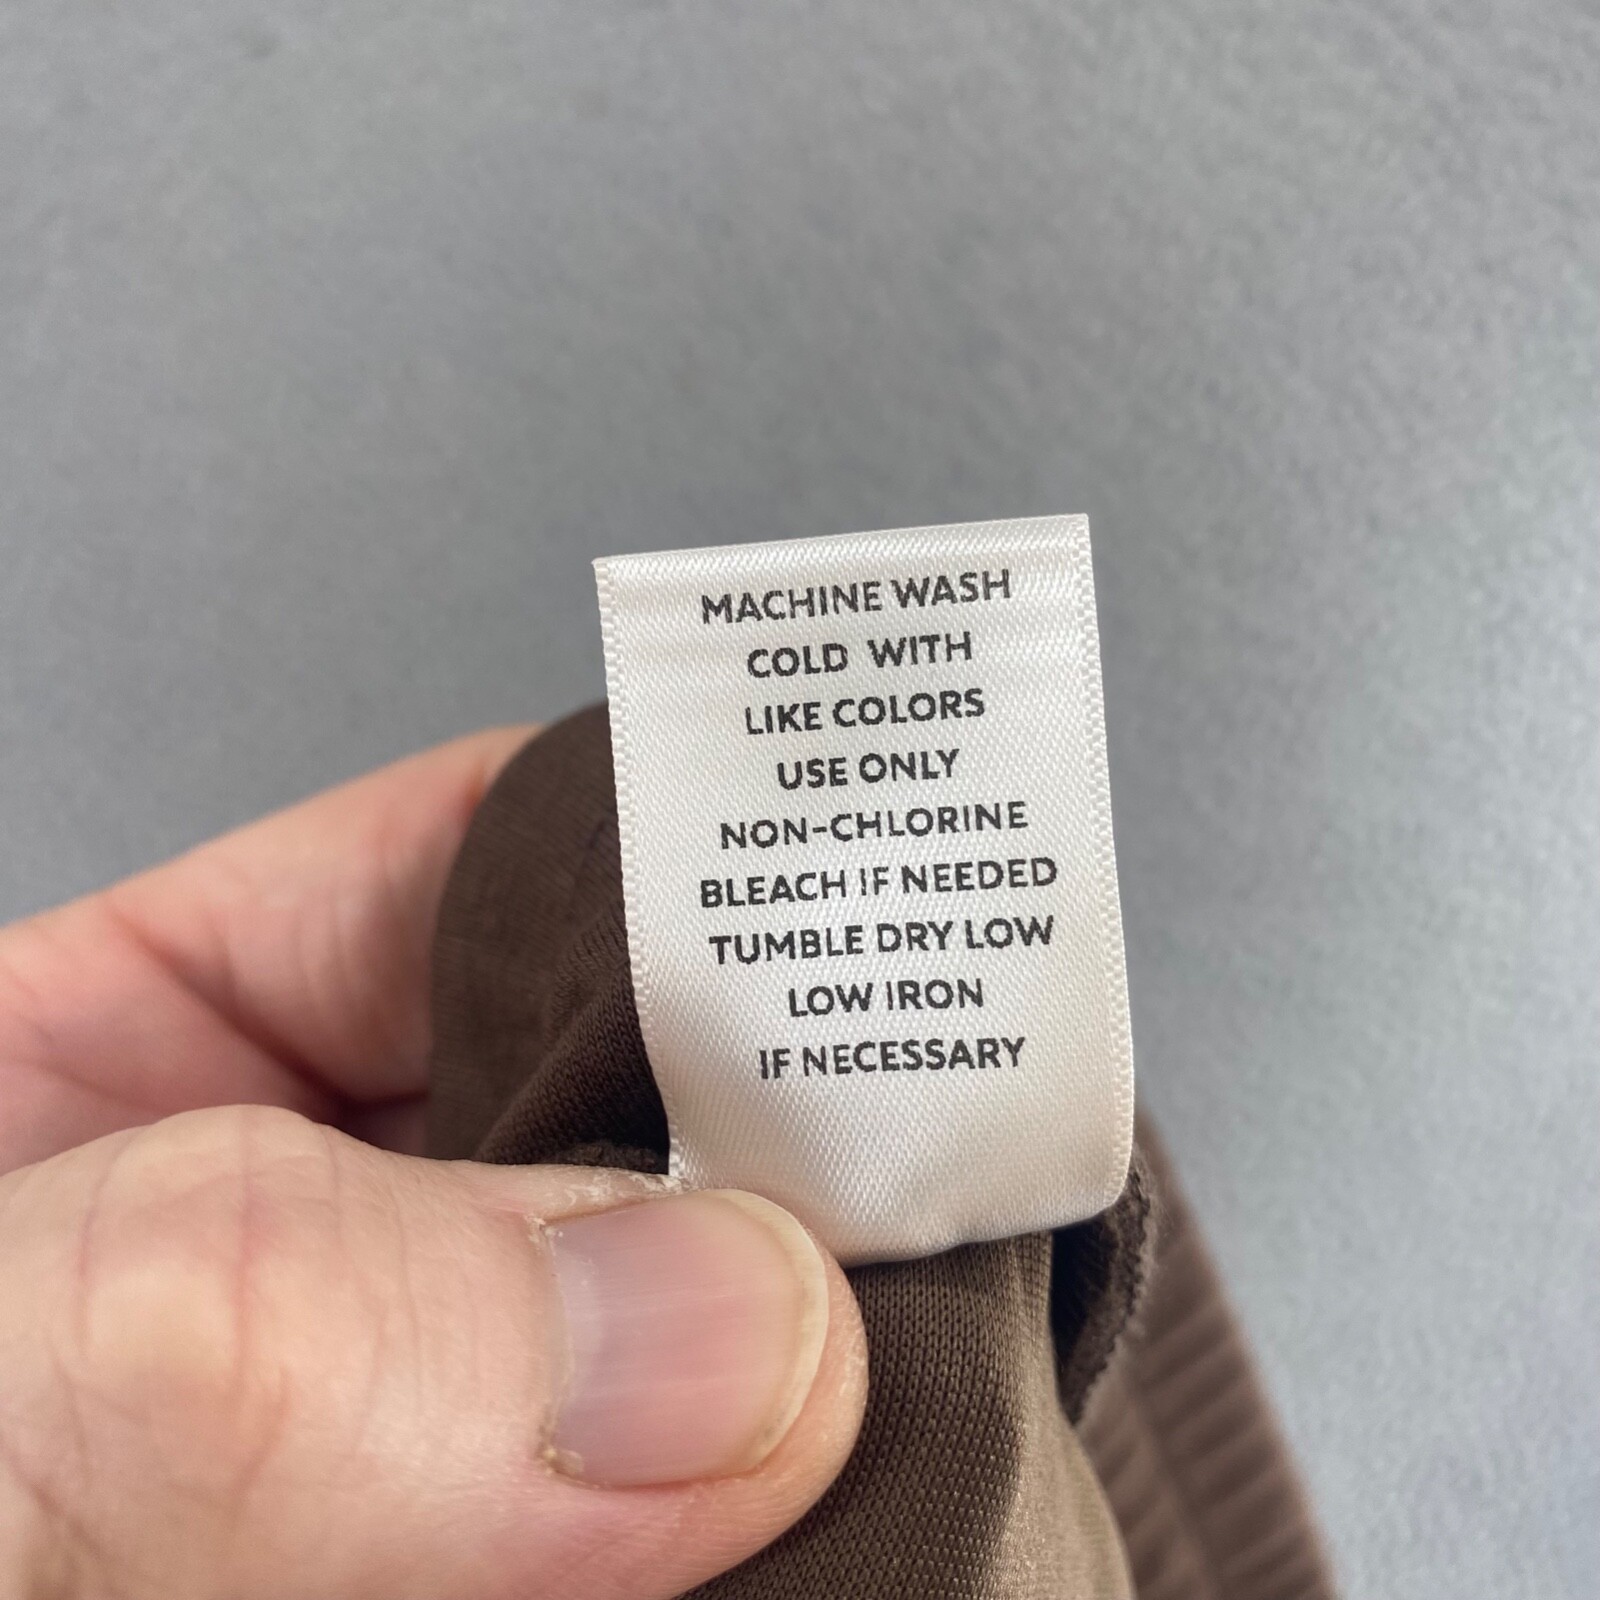 MACHINE WASH
COLD WITH
LIKE COLORS
USE ONLY
NON-CHLORINE
BLEACH IF NEEDED
TUMBLE DRY LOW
LOW IRON
IF NECESSARY